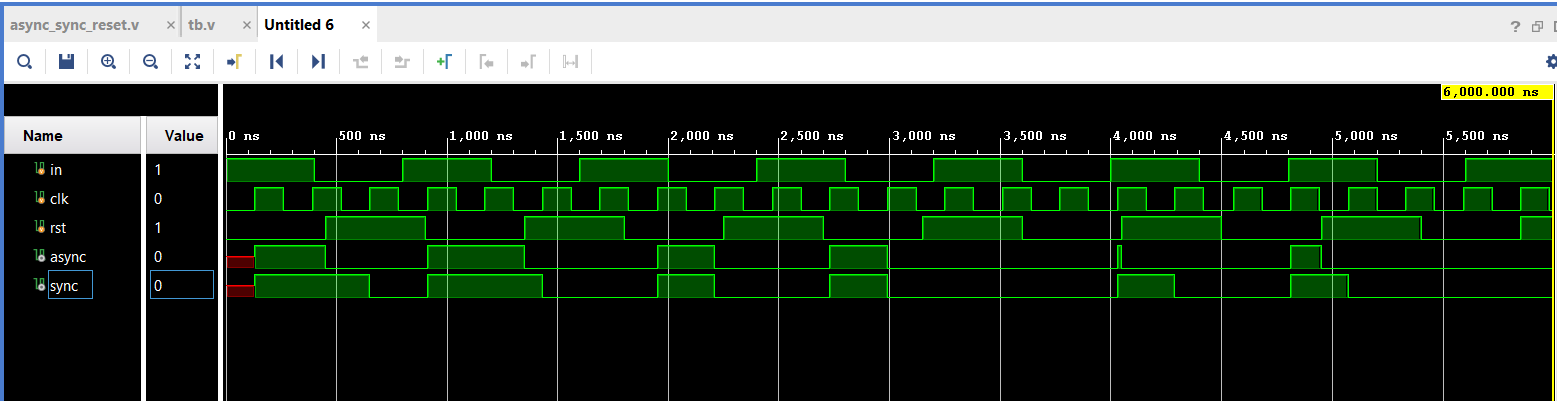 async_sync_reset.v × tb.v × Untitled 6 ×
?
6,000.000 ns
Name Value
0 ns 500 ns 1,000 ns 1,500 ns 2,000 ns 2,500 ns 3,000 ns 3,500 ns 4,000 ns 4,500 ns 5,000 ns 5,500 ns
in 1
clk 0
rst 1
async 0
sync 0